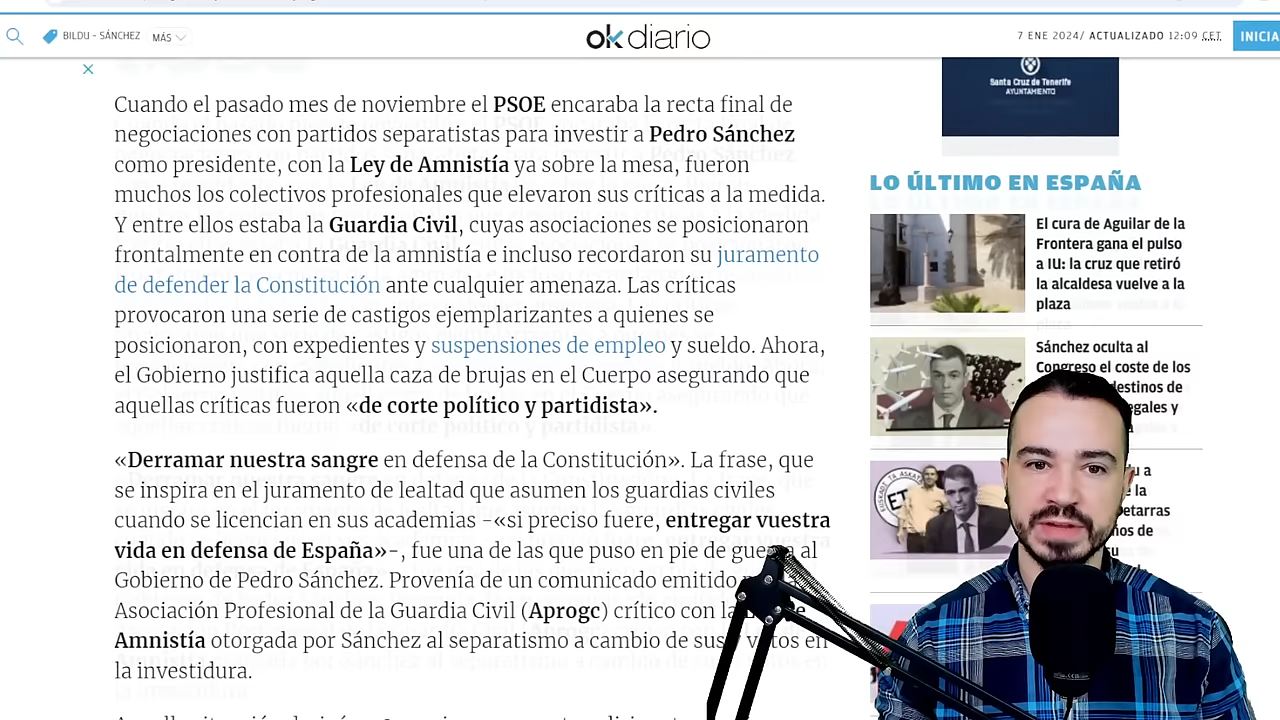 BILDU - SÁNCHEZ
MÁS
okdiario
7 ENE 2024/ ACTUALIZADO 12:09 CET
INICIA
Cuando el pasado mes de noviembre el PSOE encaraba la recta final de
negociaciones con partidos separatistas para investir a Pedro Sánchez
como presidente, con la Ley de Amnistía ya sobre la mesa, fueron
muchos los colectivos profesionales que elevaron sus críticas a la medida.
Y entre ellos estaba la Guardia Civil, cuyas asociaciones se posicionaron
frontalmente en contra de la amnistía e incluso recordaron su juramento
de defender la Constitución ante cualquier amenaza. Las críticas
provocaron una serie de castigos ejemplarizantes a quienes se
posicionaron, con expedientes y suspensiones de empleo y sueldo. Ahora,
el Gobierno justifica aquella caza de brujas en el Cuerpo asegurando que
aquellas críticas fueron «de corte político y partidista».
«Derramar nuestra sangre en defensa de la Constitución». La frase, que
se inspira en el juramento de lealtad que asumen los guardias civiles
cuando se licencian en sus academias -«si preciso fuere, entregar vuestra
vida en defensa de España»-, fue una de las que puso en pie de guerra al
Gobierno de Pedro Sánchez. Provenía de un comunicado emitido
Asociación Profesional de la Guardia Civil (Aprogc) crítico con la
Amnistía otorgada por Sánchez al separatismo a cambio de sus votos en
la investidura.
Santa Cruz de Tenerife
AYUNTAMIENTO
LO ÚLTIMO EN ESPAÑA
El cura de Aguilar de la
Frontera gana el pulso
a IU: la cruz que retiró
la alcaldesa vuelve a la
plaza
Sánchez oculta al
Congreso el coste de los
destinos de
egales y
EUSKADI TA ASKATA
ET
u a
e la
etarras
os de
su